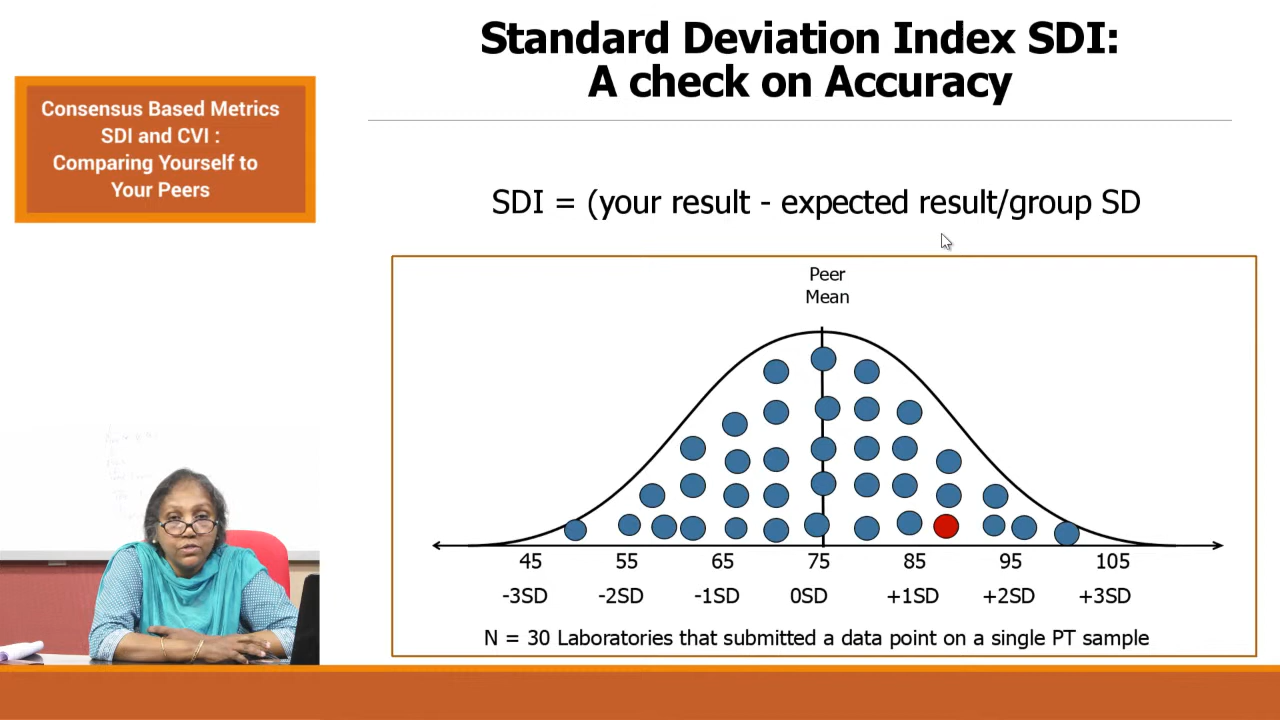 Standard Deviation Index SDI:
A check on Accuracy
Consensus Based Metrics
SDI and CVI :
Comparing Yourself to
Your Peers
SDI = (your result - expected result/group SD
Peer
Mean
45 55 65 75 85 95 105
-3SD -2SD -1SD 0SD +1SD +2SD +3SD
N = 30 Laboratories that submitted a data point on a single PT sample